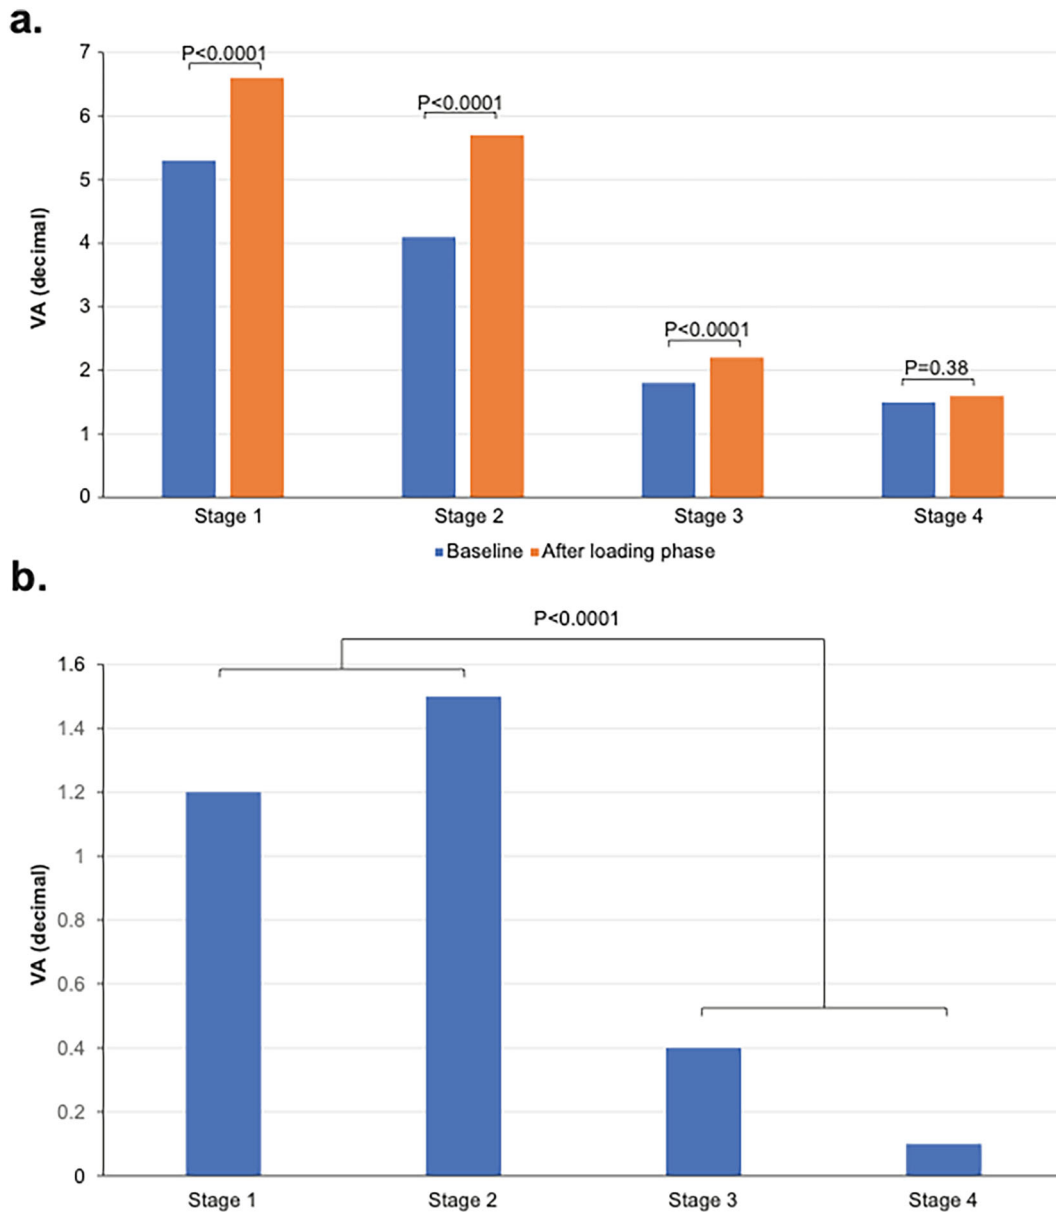 a.
VA (decimal)
7
6
5
4
3
2
1
0
P<0.0001
P<0.0001
P<0.0001
P=0.38
Stage 1
Stage 2
Stage 3
Stage 4
Baseline
After loading phase
b.
P<0.0001
VA (decimal)
1.6
1.4
1.2
1
0.8
0.6
0.4
0.2
0
Stage 1
Stage 2
Stage 3
Stage 4